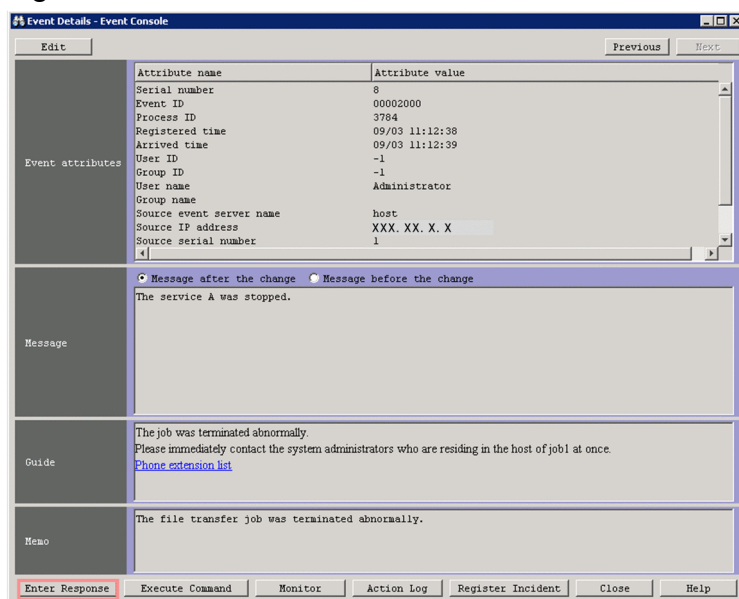 Event Details - Event Console
Edit Previous Next
Attribute name Attribute value
Serial number 8
Event ID 00002000
Process ID 3784
Registered time 09/03 11:12:38
Arrived time 09/03 11:12:39
User ID -1
Group ID -1
User name Administrator
Group name
Source event server name host
Source IP address XXX. XX. X. X
Source serial number 1
Event attributes
Message after the change Message before the change
The service A was stopped.
Message
The job was terminated abnormally.
Please immediately contact the system administrators who are residing in the host of job1 at once.
Phone extension list
Guide
The file transfer job was terminated abnormally.
Memo
Enter Response Execute Command Monitor Action Log Register Incident Close Help